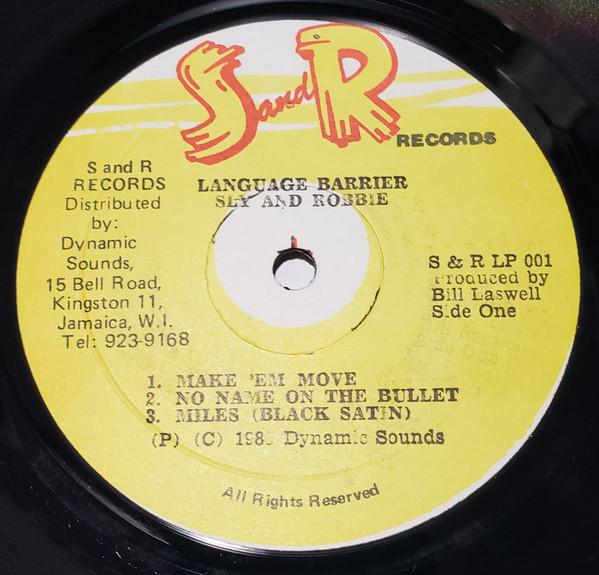 S and R
RECORDS
S and R
RECORDS
Distributed
by:
Dynamic
Sounds,
15 Bell Road,
Kingston 11,
Jamaica, W.I.
Tel: 923-9168
LANGUAGE BARRIER
SLY AND ROBBIE
S & R LP 001
Produced by
Bill Laswell
Side One
1. MAKE 'EM MOVE
2. NO NAME ON THE BULLET
3. MILES (BLACK SATIN)
(P) (C) Dynamic Sounds
All Rights Reserved